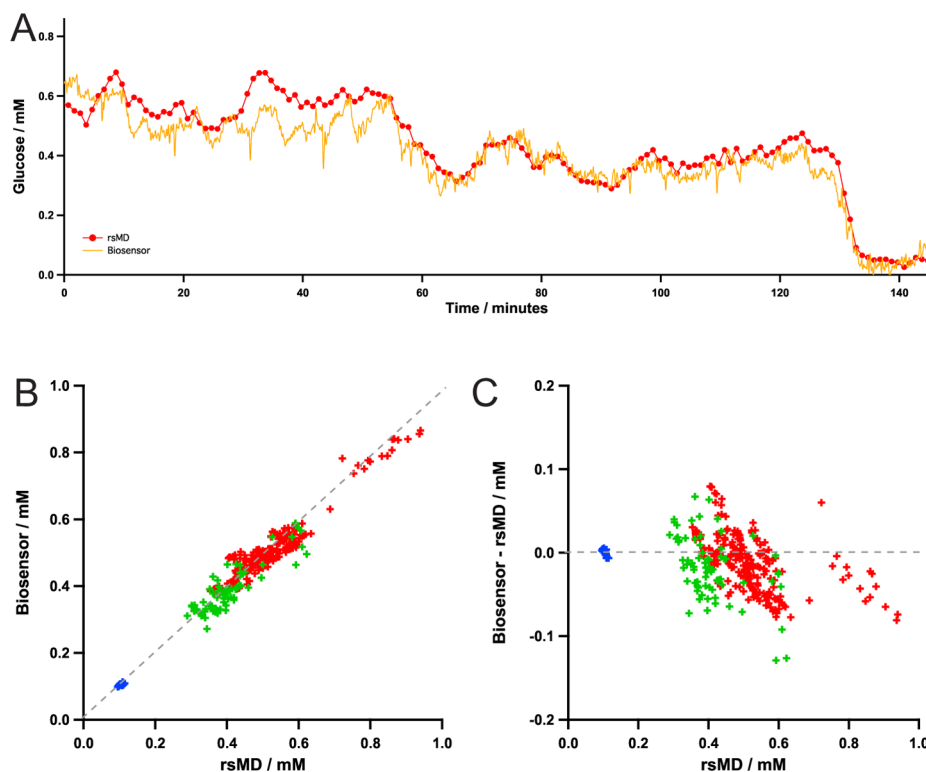 A
Glucose / mM
0.8
0.6
0.4
0.2
0.0
rsMD
Biosensor
0 20 40 60 80 100 120 140
Time / minutes
B
Biosensor / mM
1.0
0.8
0.6
0.4
0.2
0.0
0.0 0.2 0.4 0.6 0.8 1.0
rsMD / mM
C
Biosensor - rsMD / mM
0.2
0.1
0.0
-0.1
-0.2
0.0 0.2 0.4 0.6 0.8 1.0
rsMD / mM